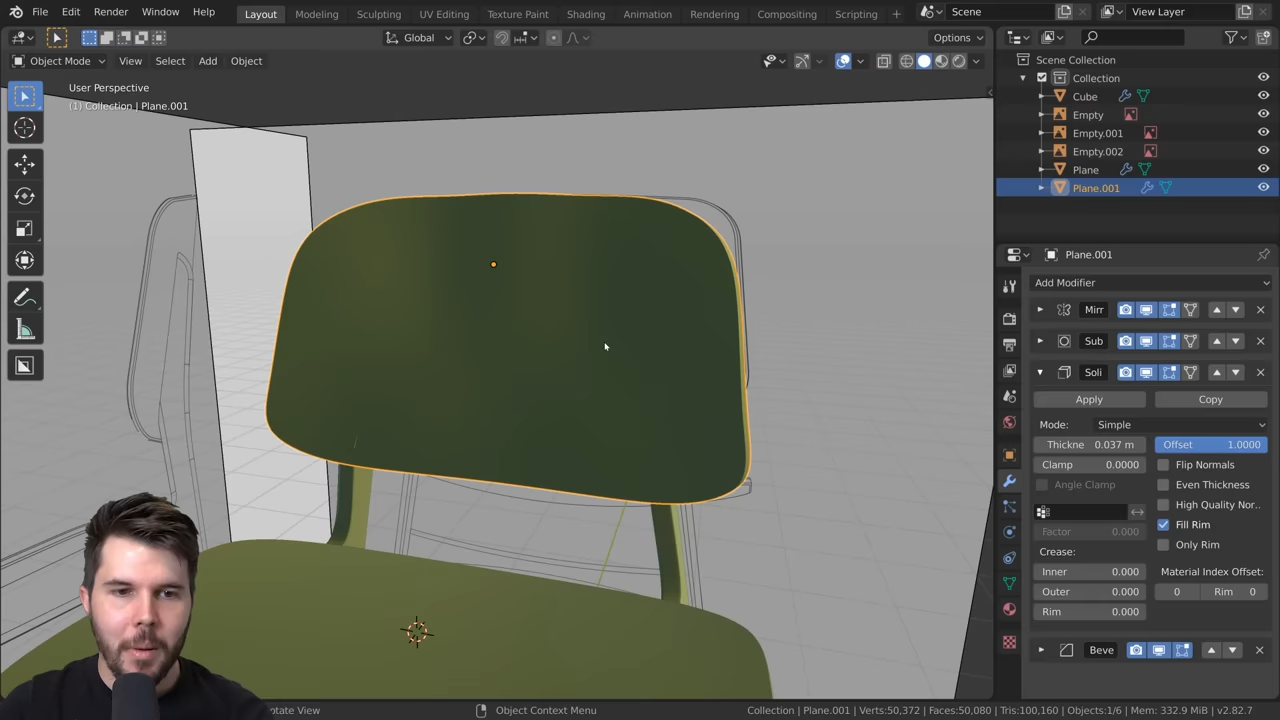 File Edit Render Window Help Layout Modeling Sculpting UV Editing Texture Paint Shading Animation Rendering Compositing Scripting + Scene View Layer
Global Options
Object Mode View Select Add Object
User Perspective
(1) Collection | Plane.001
Scene Collection
Collection
Cube
Empty
Empty.001
Empty.002
Plane
Plane.001
Plane.001
Add Modifier
Mirr
Sub
Soli
Apply Copy
Mode: Simple
Thickne 0.037 m Offset 1.0000
Clamp 0.0000 Flip Normals
Angle Clamp Even Thickness
High Quality Nor..
Fill Rim
Factor 0.000
Only Rim
Crease:
Inner 0.000 Material Index Offset:
Outer 0.000 0 Rim 0
Rim 0.000
Beve
otate View Object Context Menu Collection | Plane.001 | Verts:50,372 | Faces:50,080 | Tris:100,160 | Objects:1/6 | Mem: 332.9 MiB | v2.82.7